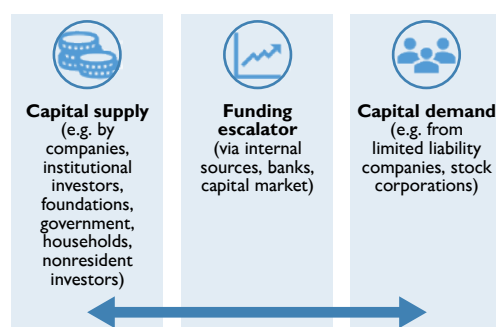 Capital supply
(e.g. by
companies,
institutional
investors,
foundations,
government,
households,
nonresident
investors)
Funding
escalator
(via internal
sources, banks,
capital market)
Capital demand
(e.g. from
limited liability
companies, stock
corporations)